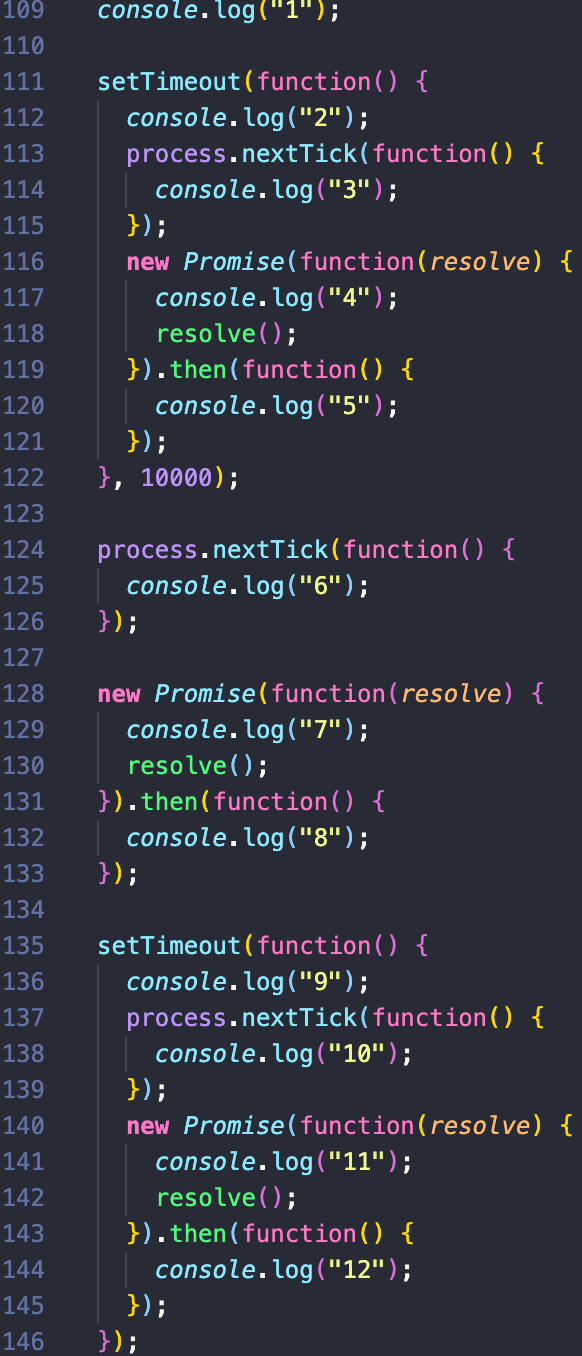 109 console.log("1");
110
111 setTimeout(function() {
112 console.log("2");
113 process.nextTick(function() {
114 console.log("3");
115 });
116 new Promise(function(resolve) {
117 console.log("4");
118 resolve();
119 }).then(function() {
120 console.log("5");
121 });
122 }, 10000);
123
124 process.nextTick(function() {
125 console.log("6");
126 });
127
128 new Promise(function(resolve) {
129 console.log("7");
130 resolve();
131 }).then(function() {
132 console.log("8");
133 });
134
135 setTimeout(function() {
136 console.log("9");
137 process.nextTick(function() {
138 console.log("10");
139 });
140 new Promise(function(resolve) {
141 console.log("11");
142 resolve();
143 }).then(function() {
144 console.log("12");
145 });
146 });